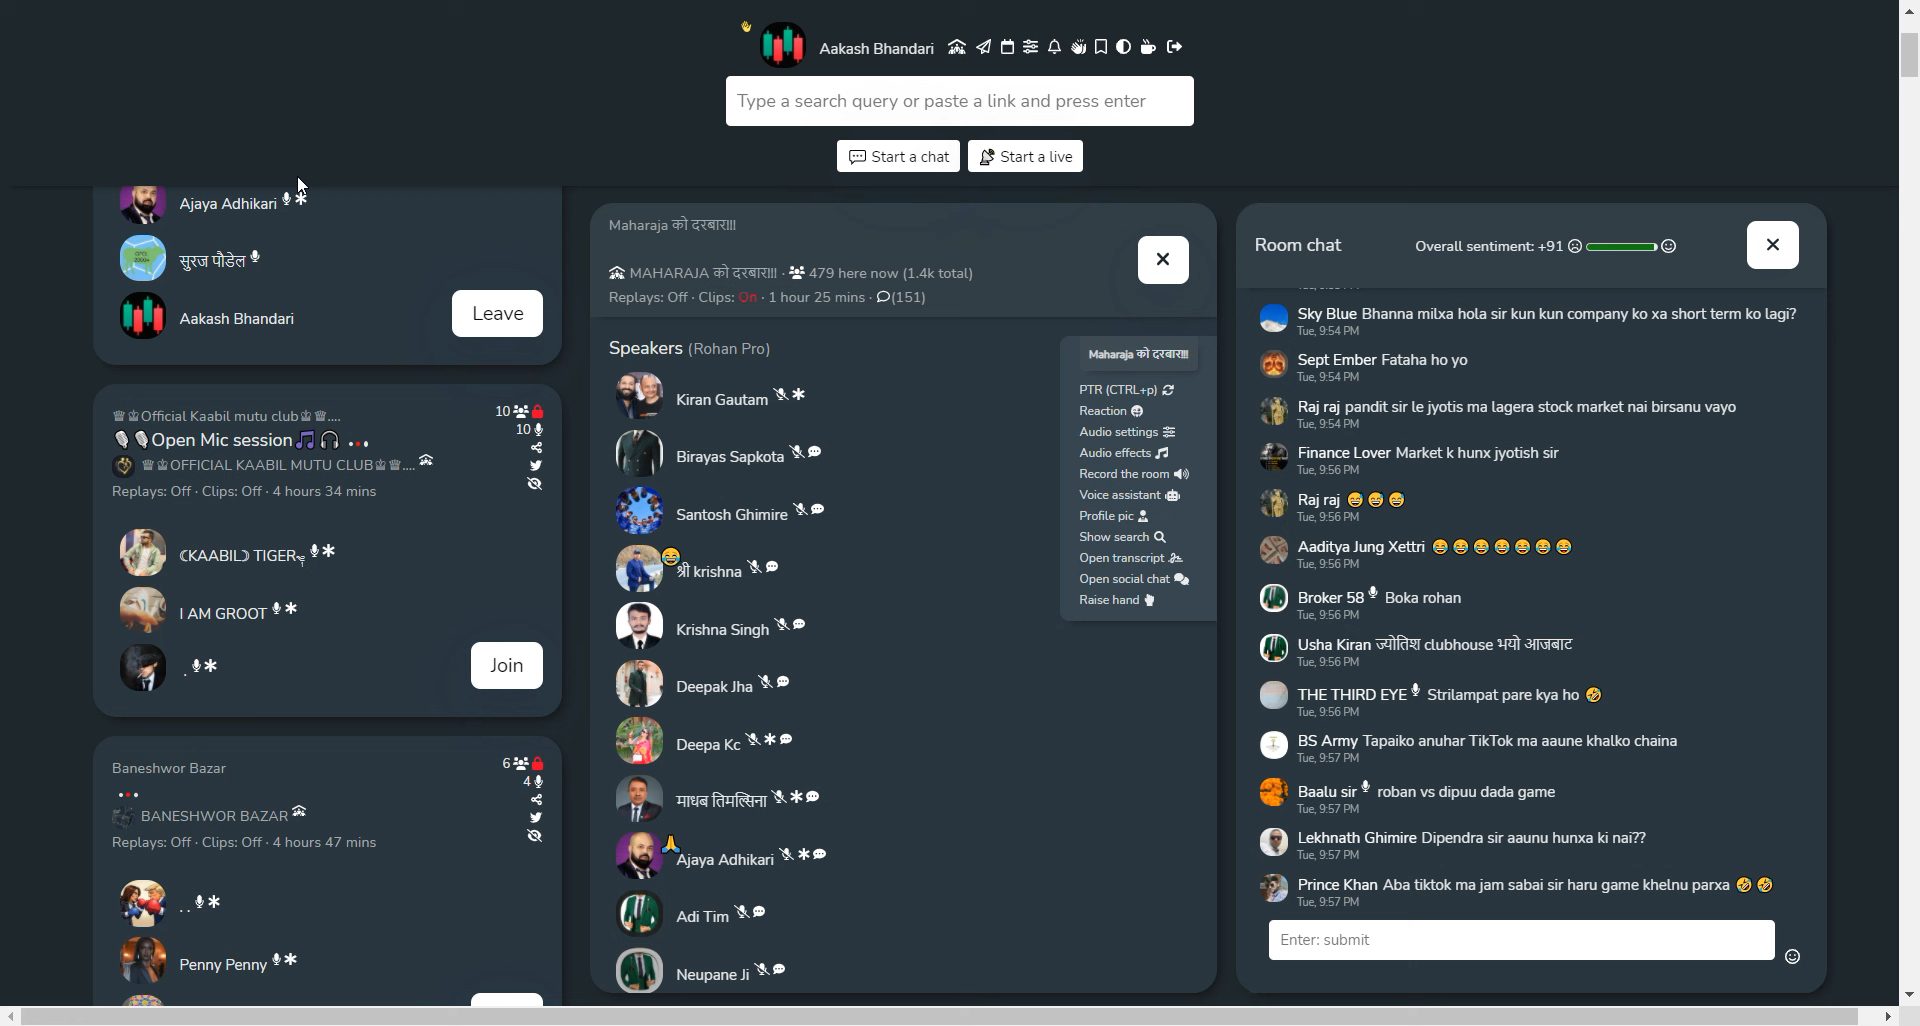 Aakash Bhandari
Type a search query or paste a link and press enter
Start a chat
Start a live
Ajaya Adhikari
सुरज पौडेल
Aakash Bhandari
Leave
♕♔Official Kaabil mutu club♔♕....
10
🎙️🎙️Open Mic session🎵🎧
10
♕♔OFFICIAL KAABIL MUTU CLUB♔♕....
Replays: Off · Clips: Off · 4 hours 34 mins
☾KAABIL☽ TIGER
I AM GROOT
.
Join
Baneshwor Bazar
6
4
BANESHWOR BAZAR
Replays: Off · Clips: Off · 4 hours 47 mins
. .
Penny Penny
Maharaja को दरबार!!!
MAHARAJA को दरबार!!! · 479 here now (1.4k total)
Replays: Off · Clips: On · 1 hour 25 mins · (151)
Speakers (Rohan Pro)
Kiran Gautam
Birayas Sapkota
Santosh Ghimire
😂
श्री krishna
Krishna Singh
Deepak Jha
Deepa Kc
माधब तिमल्सिना
🙏
Ajaya Adhikari
Adi Tim
Neupane Ji
Maharaja को दरबार!!!
PTR (CTRL+p)
Reaction
Audio settings
Audio effects
Record the room
Voice assistant
Profile pic
Show search
Open transcript
Open social chat
Raise hand
Room chat
Overall sentiment: +91
Sky Blue Bhanna milxa hola sir kun kun company ko xa short term ko lagi?
Tue, 9:54 PM
Sept Ember Fataha ho yo
Tue, 9:54 PM
Raj raj pandit sir le jyotis ma lagera stock market nai birsanu vayo
Tue, 9:54 PM
Finance Lover Market k hunx jyotish sir
Tue, 9:56 PM
Raj raj 😅 😅 😅
Tue, 9:56 PM
Aaditya Jung Xettri 😂 😂 😂 😂 😂 😂 😂
Tue, 9:56 PM
Broker 58 Boka rohan
Tue, 9:56 PM
Usha Kiran ज्योतिश clubhouse भयो आजबाट
Tue, 9:56 PM
THE THIRD EYE Strilampat pare kya ho 🤣
Tue, 9:56 PM
BS Army Tapaiko anuhar TikTok ma aaune khalko chaina
Tue, 9:57 PM
Baalu sir roban vs dipuu dada game
Tue, 9:57 PM
Lekhnath Ghimire Dipendra sir aaunu hunxa ki nai??
Tue, 9:57 PM
Prince Khan Aba tiktok ma jam sabai sir haru game khelnu parxa 🤣 🤣
Tue, 9:57 PM
Enter: submit